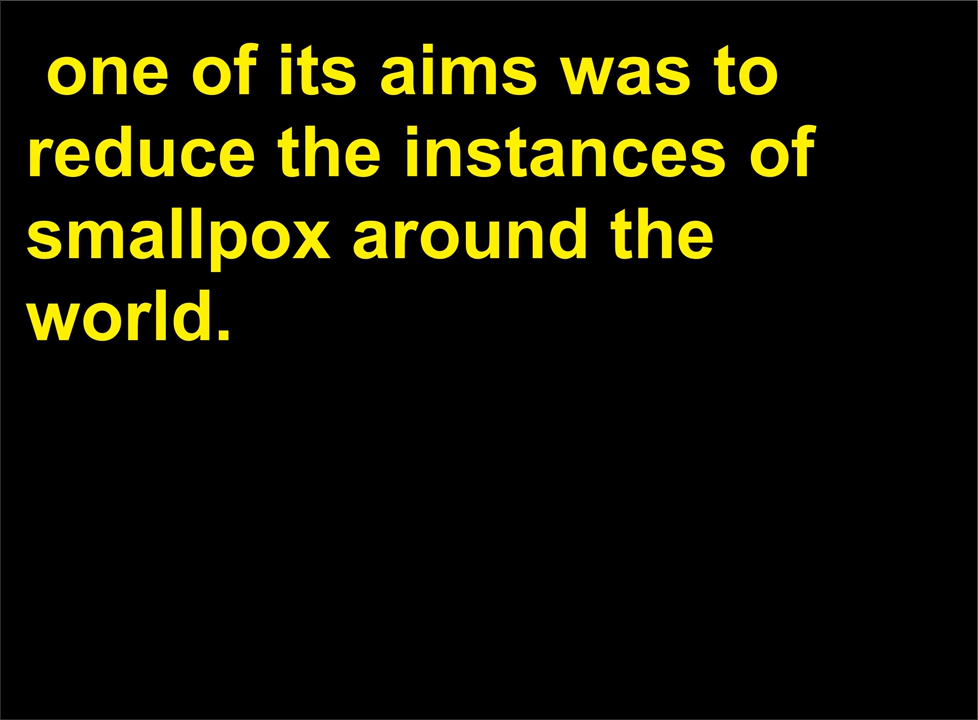 one of its aims was to
reduce the instances of
smallpox around the
world.